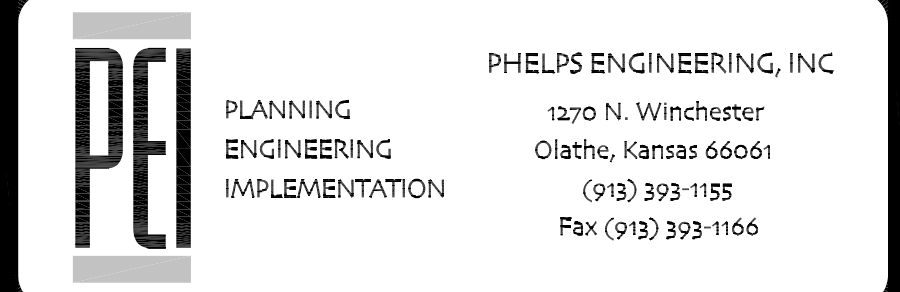 PEI
PLANNING
ENGINEERING
IMPLEMENTATION
PHELPS ENGINEERING, INC
1270 N. Winchester
Olathe, Kansas 66061
(913) 393-1155
Fax (913) 393-1166